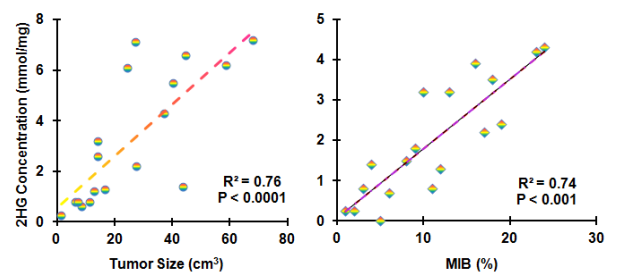 2HG Concentration (mmol/mg)
8
6
4
2
0
0
20
40
60
80
R² = 0.76
P < 0.0001
Tumor Size (cm³)
5
4
3
2
1
0
0
10
20
30
R² = 0.74
P < 0.001
MIB (%)